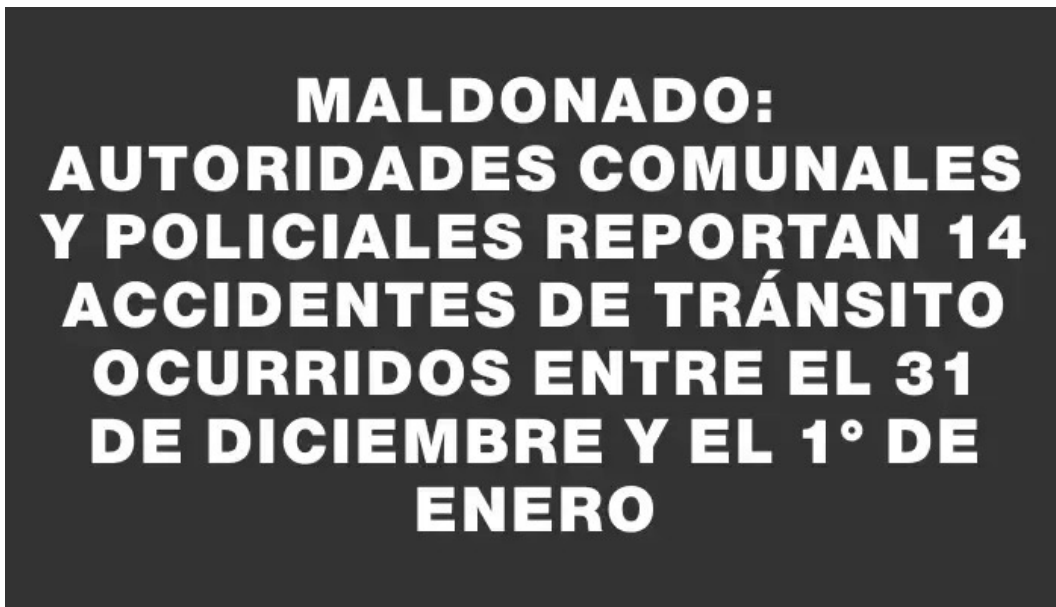 MALDONADO:
AUTORIDADES COMUNALES
Y POLICIALES REPORTAN 14
ACCIDENTES DE TRÁNSITO
OCURRIDOS ENTRE EL 31
DE DICIEMBRE Y EL 1° DE
ENERO